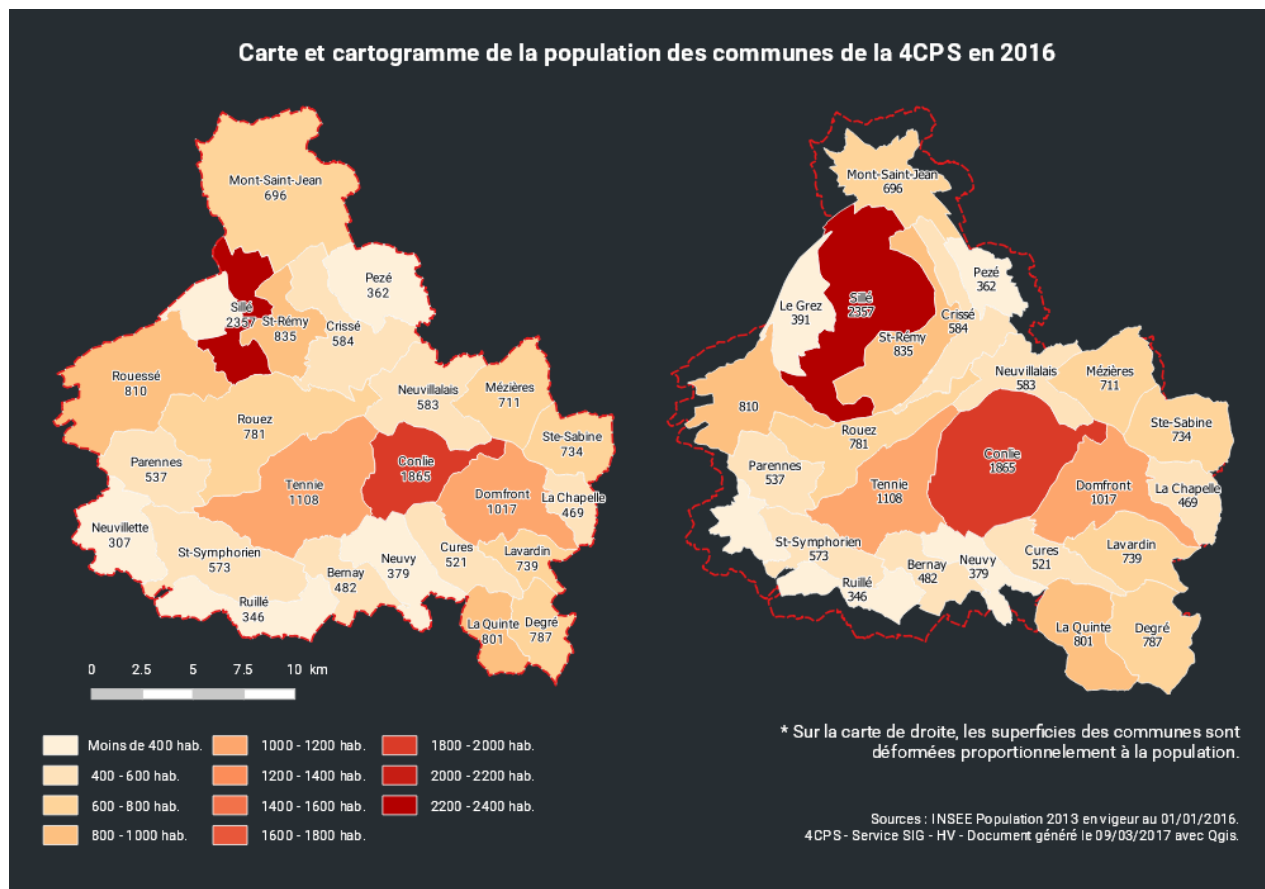 Carte et cartogramme de la population des communes de la 4CPS en 2016
Mont-Saint-Jean
696
Pezé
362
Sillé
2357
St-Rémy
835
Crissé
584
Rouessé
810
Neuvillalais
583
Mézières
711
Rouez
781
Ste-Sabine
734
Parennes
537
Conlie
1865
Tennie
1108
Domfront
1017
La Chapelle
469
Neuvillette
307
St-Symphorien
573
Cures
521
Lavardin
739
Bernay
482
Neuvy
379
Ruillé
346
La Quinte
801
Degré
787
0 2.5 5 7.5 10 km
Moins de 400 hab.
400 - 600 hab.
600 - 800 hab.
800 - 1000 hab.
1000 - 1200 hab.
1200 - 1400 hab.
1400 - 1600 hab.
1600 - 1800 hab.
1800 - 2000 hab.
2000 - 2200 hab.
2200 - 2400 hab.
Mont-Saint-Jean
696
Pezé
362
Le Grez
391
Sillé
2357
Crissé
584
St-Rémy
835
Neuvillalais
583
Mézières
711
810
Rouez
781
Ste-Sabine
734
Parennes
537
Conlie
1865
Tennie
1108
Domfront
1017
La Chapelle
469
St-Symphorien
573
Cures
521
Lavardin
739
Bernay
482
Neuvy
379
Ruillé
346
La Quinte
801
Degré
787
* Sur la carte de droite, les superficies des communes sont
déformées proportionnelement à la population.
Sources : INSEE Population 2013 en vigeur au 01/01/2016.
4CPS - Service SIG - HV - Document généré le 09/03/2017 avec Qgis.